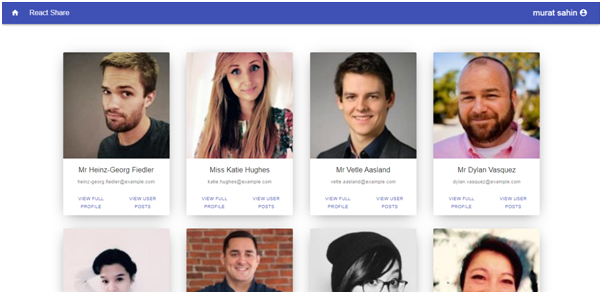 React Share
murat sahin
Mr Heinz-Georg Fiedler
heinz-georg.fiedler@example.com
VIEW FULL
PROFILE
VIEW USER
POSTS
Miss Katie Hughes
katie.hughes@example.com
VIEW FULL
PROFILE
VIEW USER
POSTS
Mr Vetle Aasland
vetle.aasland@example.com
VIEW FULL
PROFILE
VIEW USER
POSTS
Mr Dylan Vasquez
dylan.vasquez@example.com
VIEW FULL
PROFILE
VIEW USER
POSTS